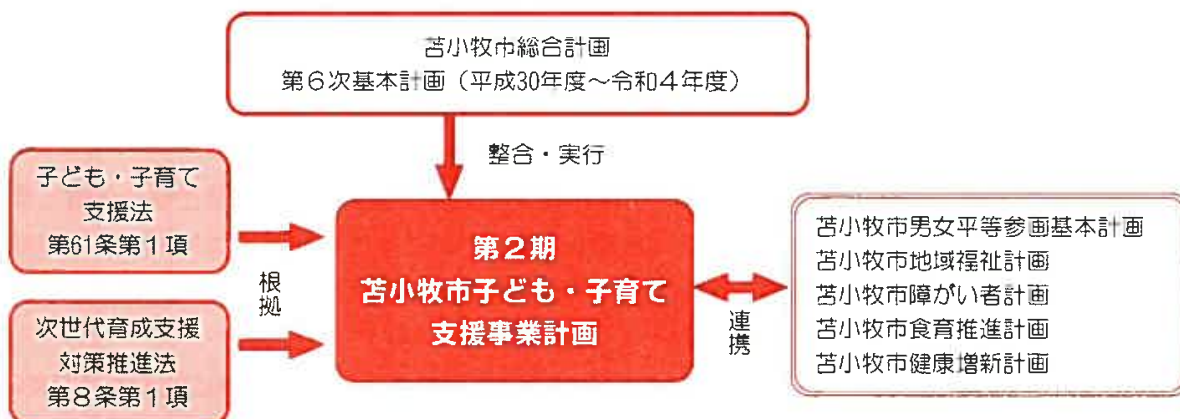 苫小牧市総合計画
第6次基本計画（平成30年度～令和4年度）
整合・実行
子ども・子育て
支援法
第61条第1項
次世代育成支援
対策推進法
第8条第1項
根拠
第2期
苫小牧市子ども・子育て
支援事業計画
連携
苫小牧市男女平等参画基本計画
苫小牧市地域福祉計画
苫小牧市障がい者計画
苫小牧市食育推進計画
苫小牧市健康増新計画